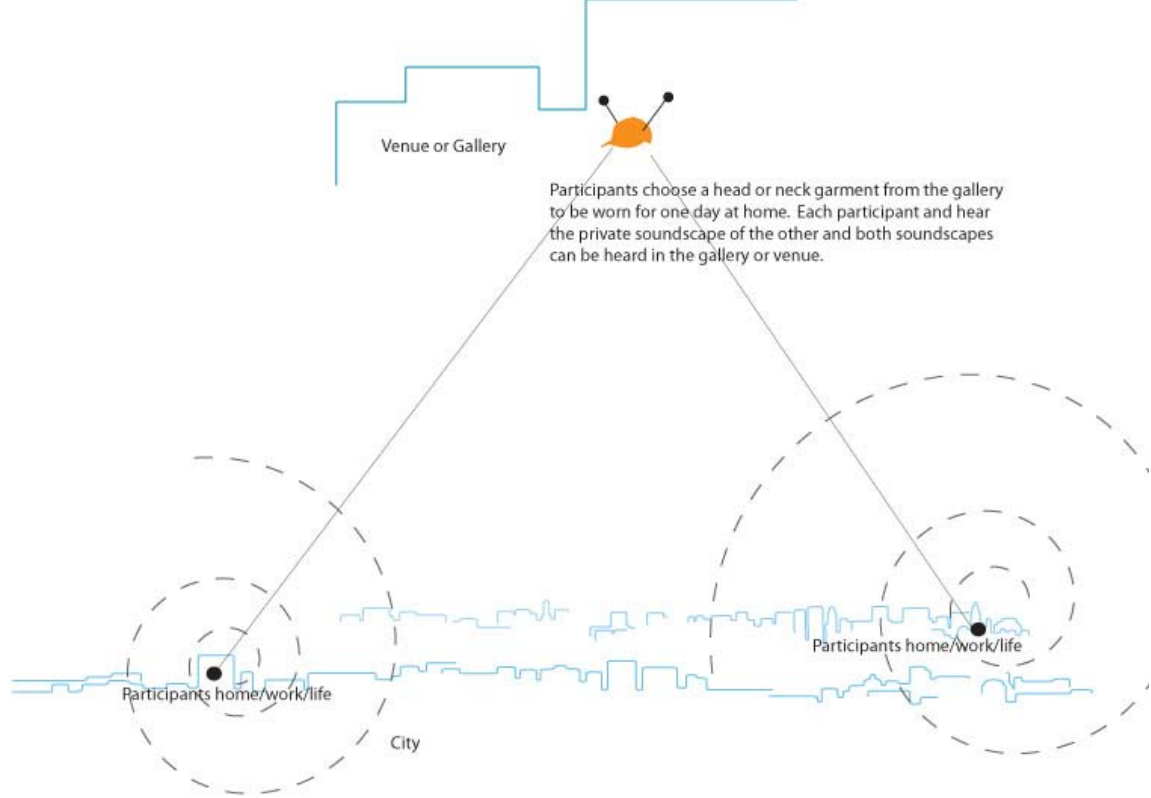 Venue or Gallery
Participants choose a head or neck garment from the gallery
to be worn for one day at home. Each participant and hear
the private soundscape of the other and both soundscapes
can be heard in the gallery or venue.
Participants home/work/life
Participants home/work/life
City